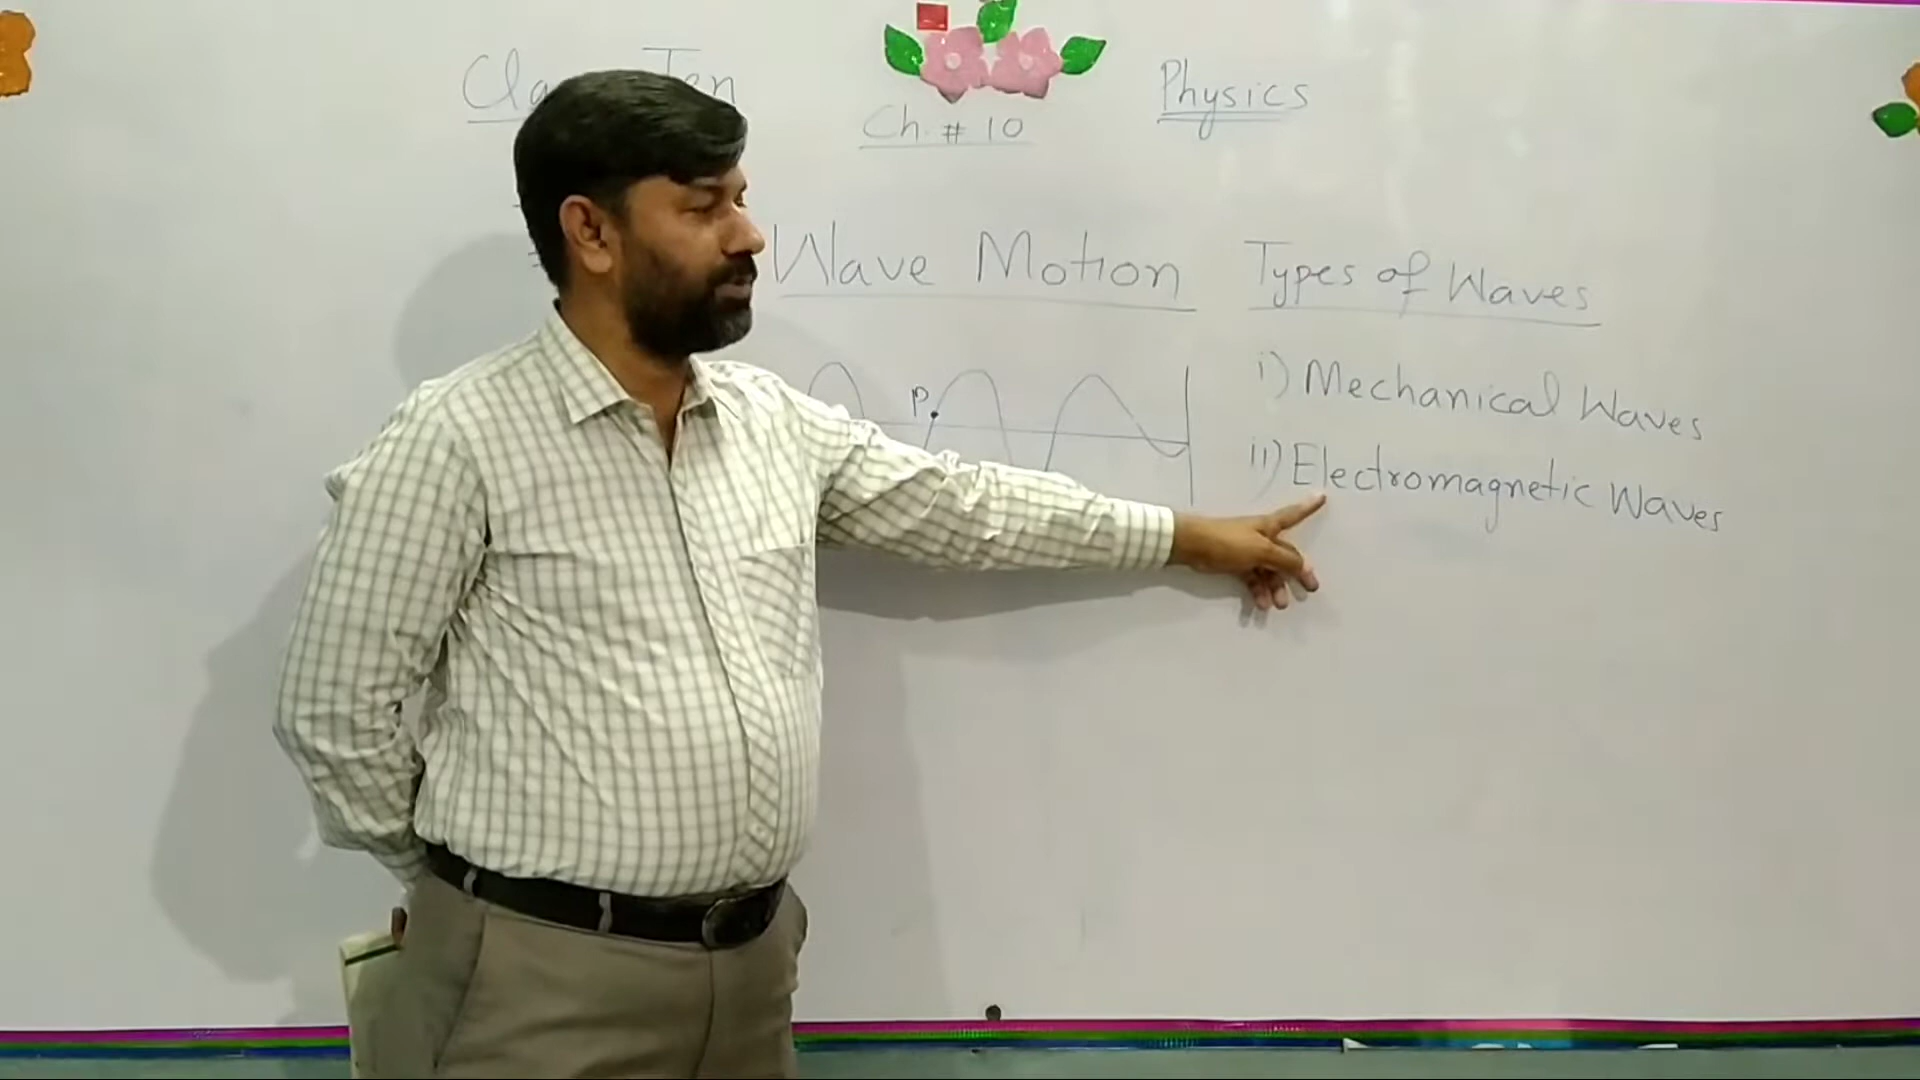 Class Ten
Ch. # 10
Physics
Wave Motion
Types of Waves
P
i) Mechanical Waves
ii) Electromagnetic Waves